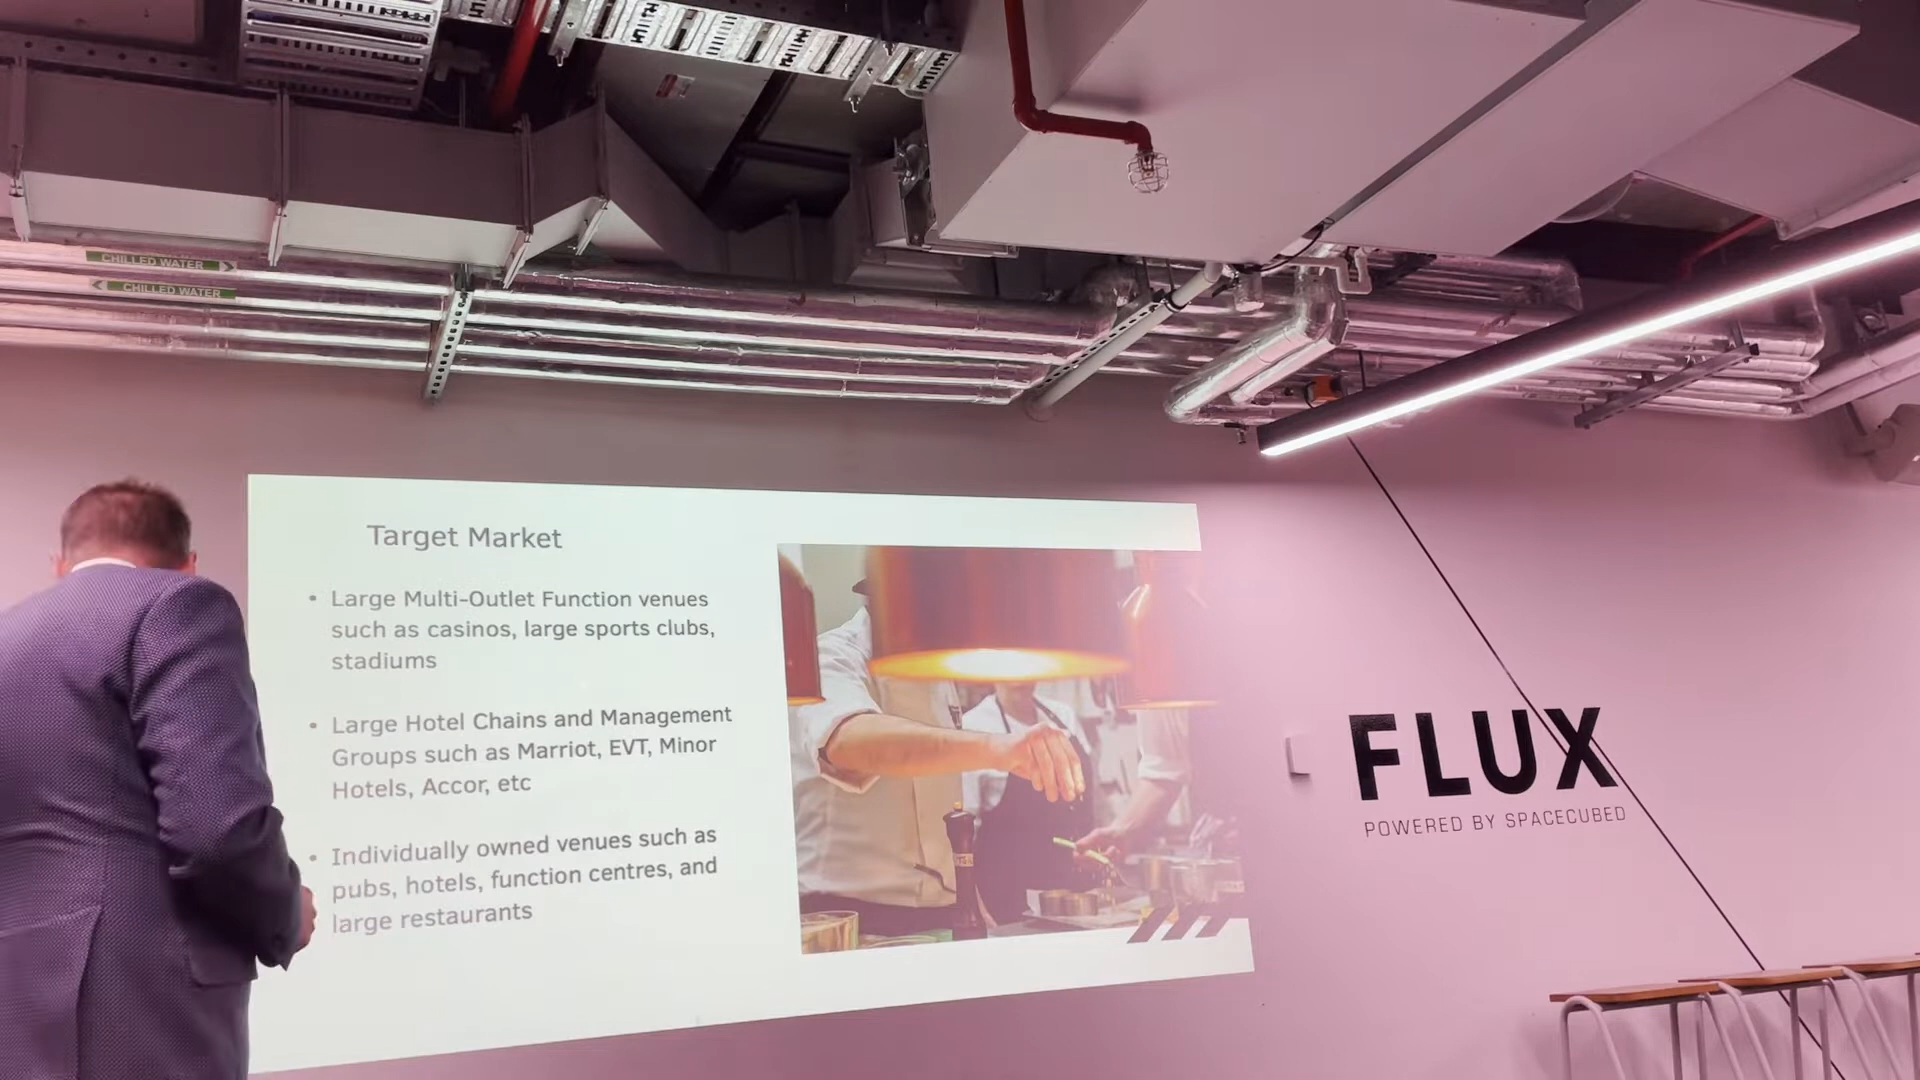 CHILLED WATER
CHILLED WATER
Target Market
• Large Multi-Outlet Function venues
such as casinos, large sports clubs,
stadiums
• Large Hotel Chains and Management
Groups such as Marriot, EVT, Minor
Hotels, Accor, etc
• Individually owned venues such as
pubs, hotels, function centres, and
large restaurants
FLUX
POWERED BY SPACECUBED